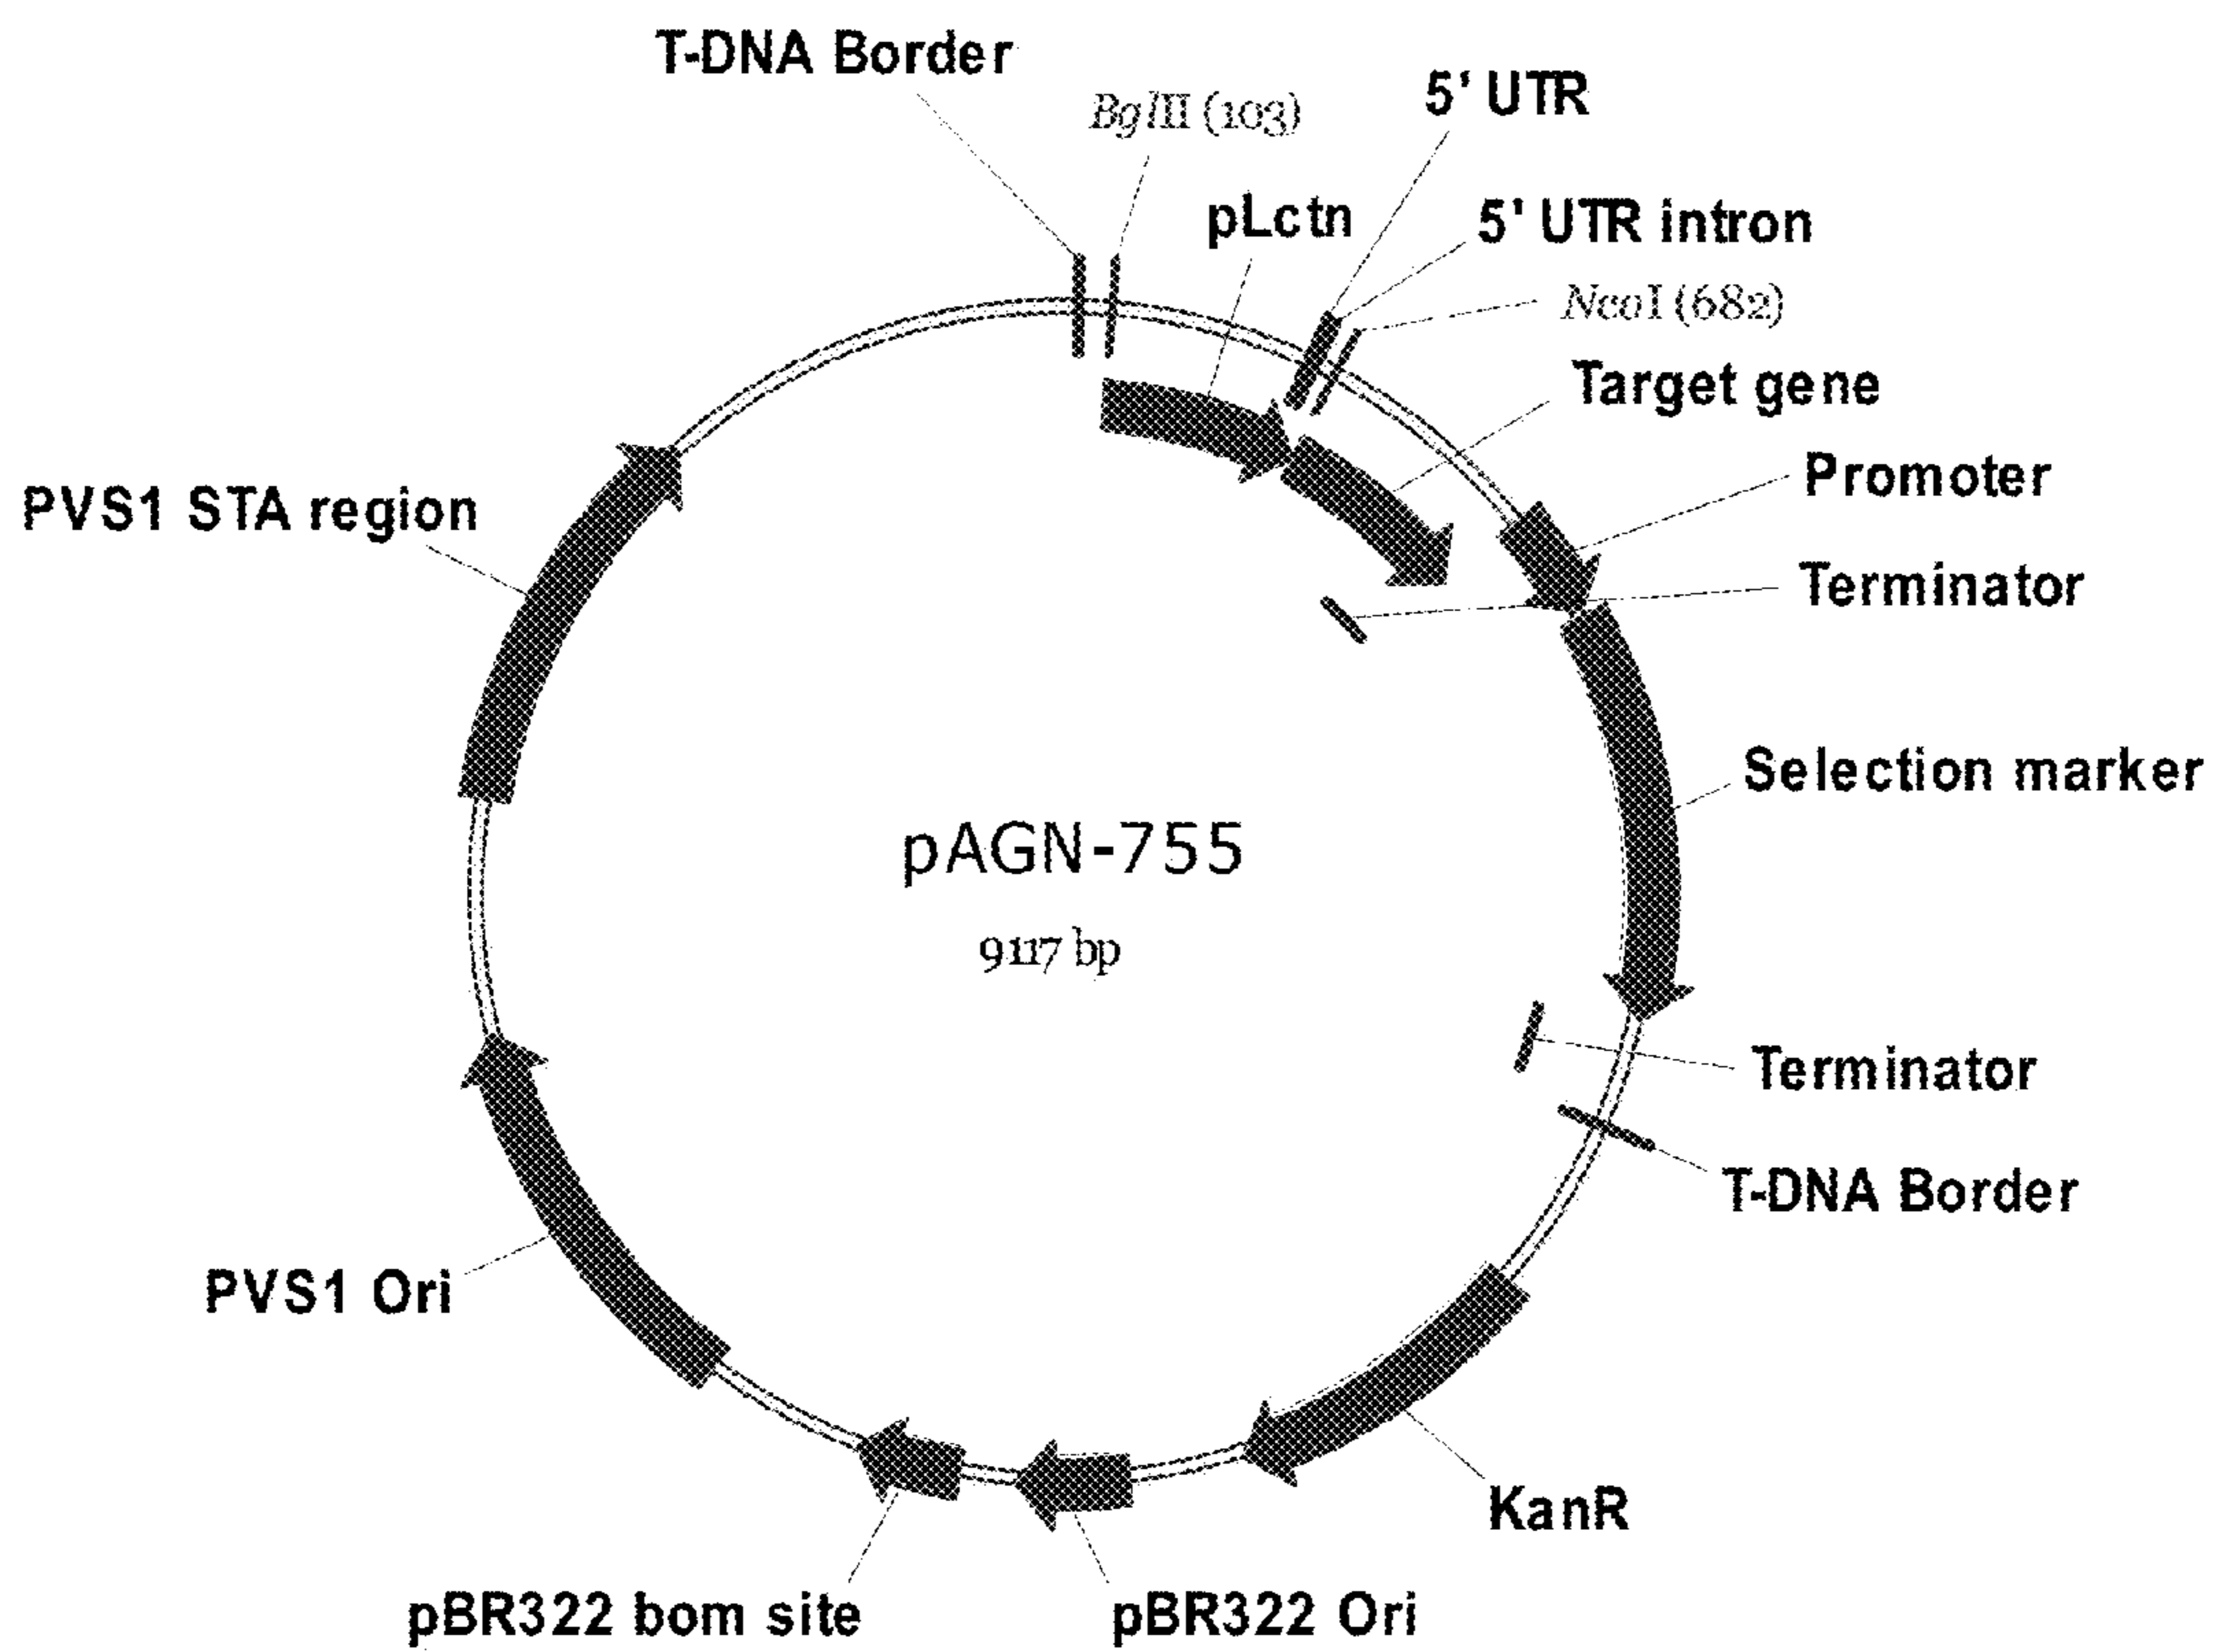 T-DNA Border
BglII (103)
5' UTR
pLctn
5' UTR intron
NcoI (682)
Target gene
Promoter
PVS1 STA region
Terminator
Selection marker
pAGN-755
9117 bp
Terminator
T-DNA Border
PVS1 Ori
KanR
pBR322 bom site
pBR322 Ori